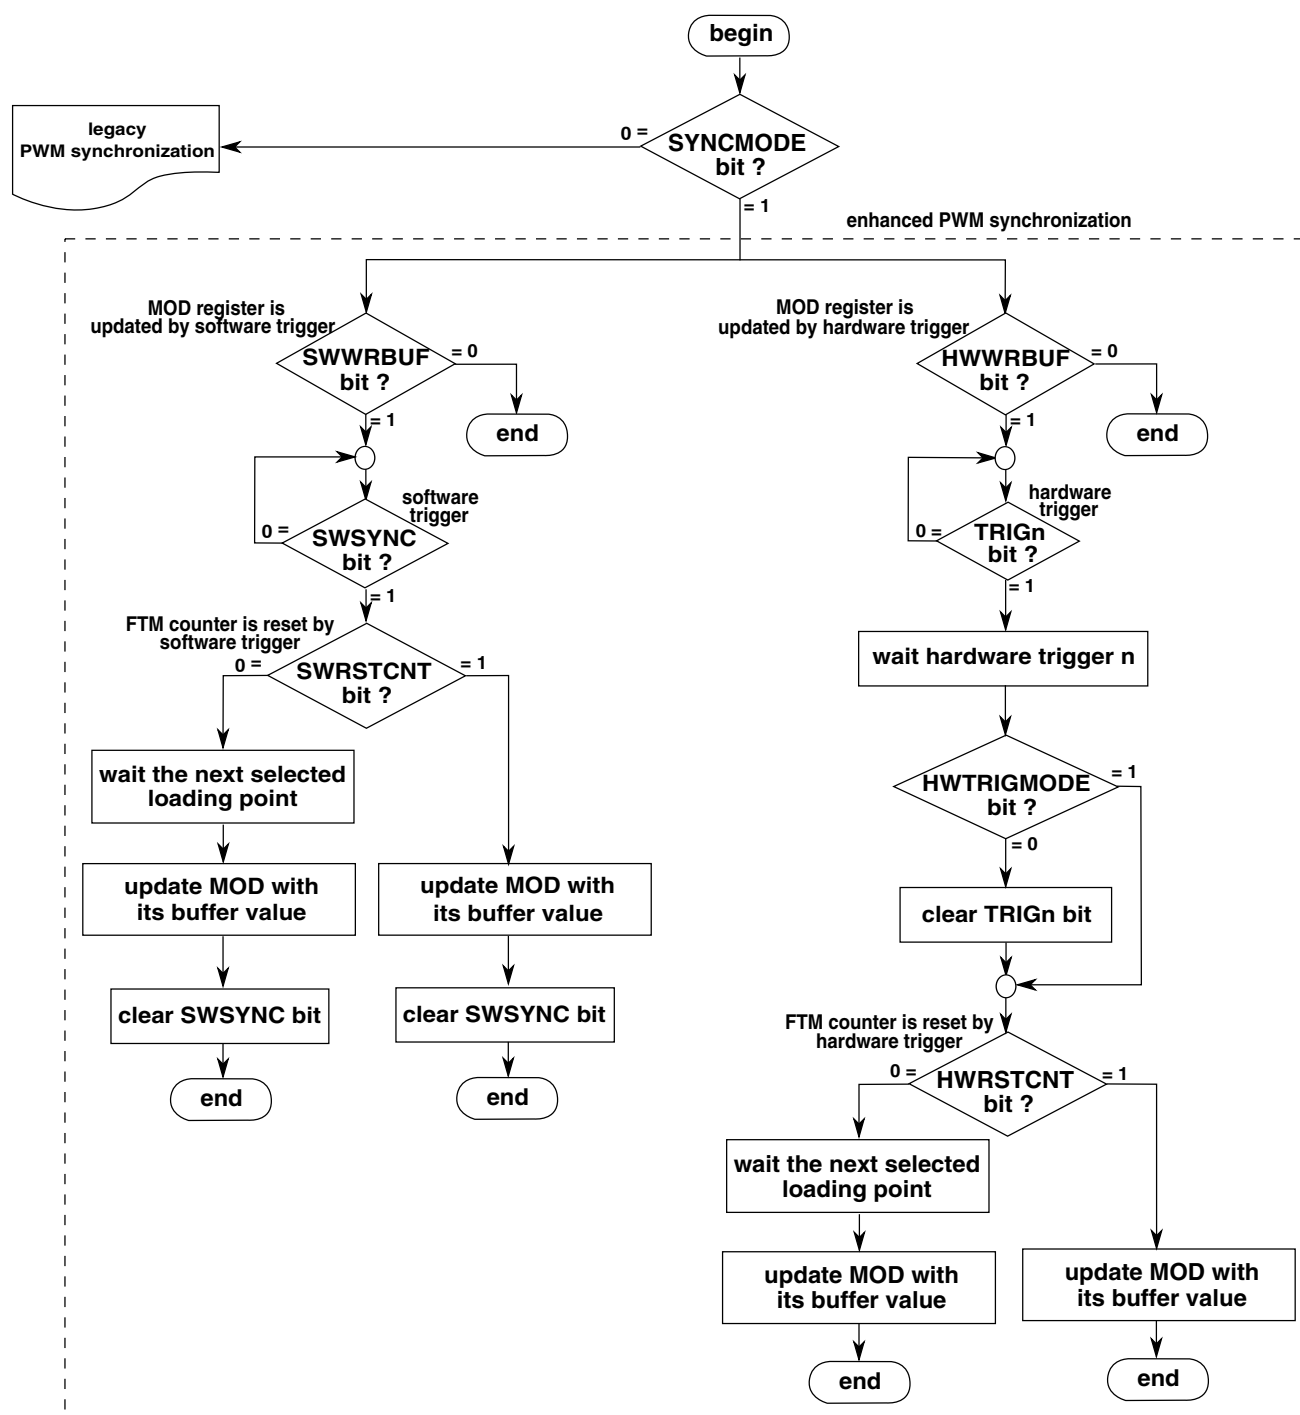 begin
SYNCMODE
bit ?
0 =
= 1
legacy
PWM synchronization
enhanced PWM synchronization
MOD register is
updated by software trigger
SWWRBUF
bit ?
= 0
end
= 1
software
trigger
SWSYNC
bit ?
0 =
= 1
FTM counter is reset by
software trigger
SWRSTCNT
bit ?
0 =
= 1
wait the next selected
loading point
update MOD with
its buffer value
clear SWSYNC bit
end
update MOD with
its buffer value
clear SWSYNC bit
end
MOD register is
updated by hardware trigger
HWWRBUF
bit ?
= 0
end
= 1
hardware
trigger
TRIGn
bit ?
0 =
= 1
wait hardware trigger n
HWTRIGMODE
bit ?
= 1
= 0
clear TRIGn bit
FTM counter is reset by
hardware trigger
HWRSTCNT
bit ?
0 =
= 1
wait the next selected
loading point
update MOD with
its buffer value
end
update MOD with
its buffer value
end